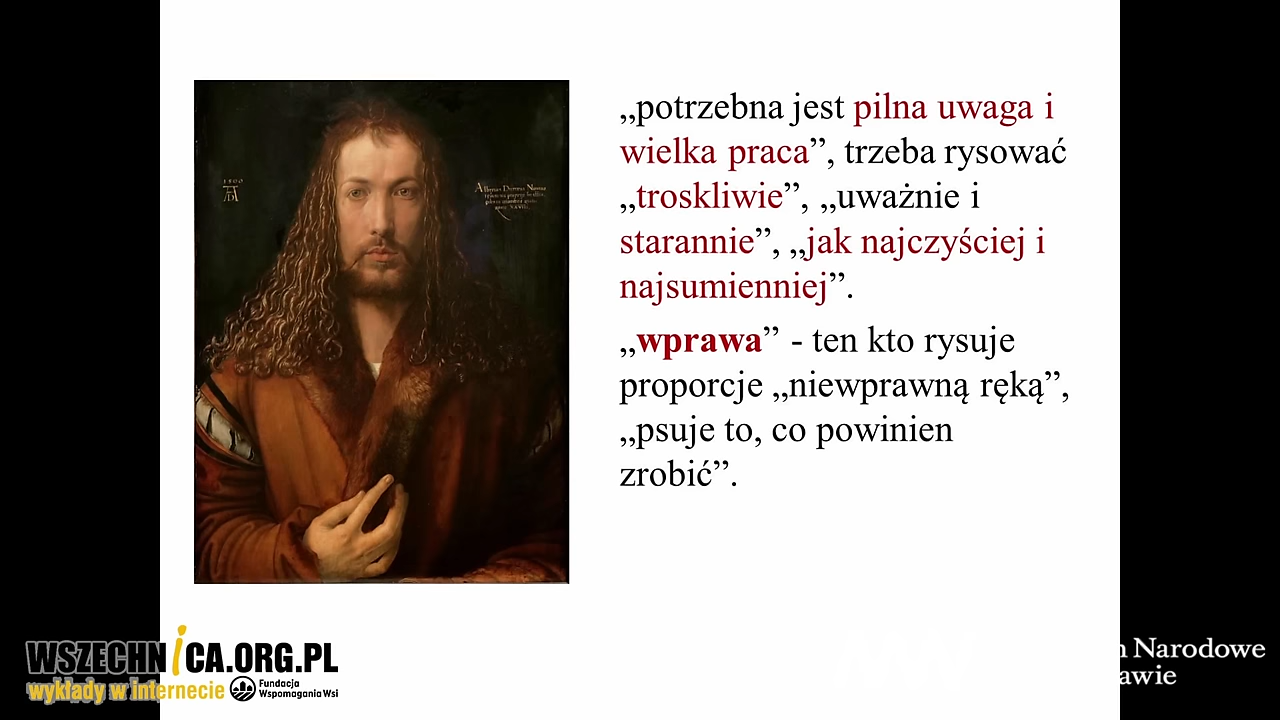 „potrzebna jest pilna uwaga i
wielka praca”, trzeba rysować
„troskliwie”, „uważnie i
starannie”, „jak najczyściej i
najsumienniej”.
„wprawa” - ten kto rysuje
proporcje „niewprawną ręką”,
„psuje to, co powinien
zrobić”.
1500
AD
WSZECHNiCA.ORG.PL
wykłady w internecie
Fundacja
Wspomagania Wsi
Narodowe
awie